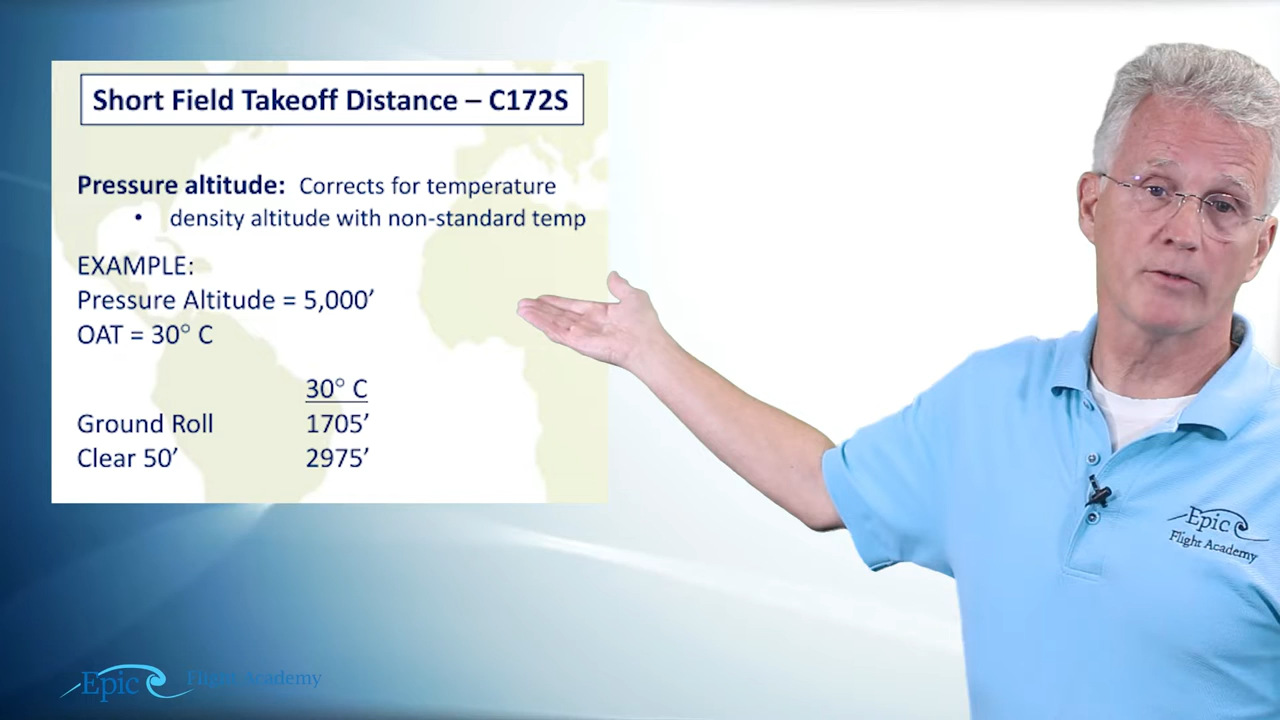 Short Field Takeoff Distance – C172S
Pressure altitude: Corrects for temperature
• density altitude with non-standard temp
EXAMPLE:
Pressure Altitude = 5,000’
OAT = 30° C
30° C
Ground Roll 1705’
Clear 50’ 2975’
Epic
Flight Academy
Epic Flight Academy